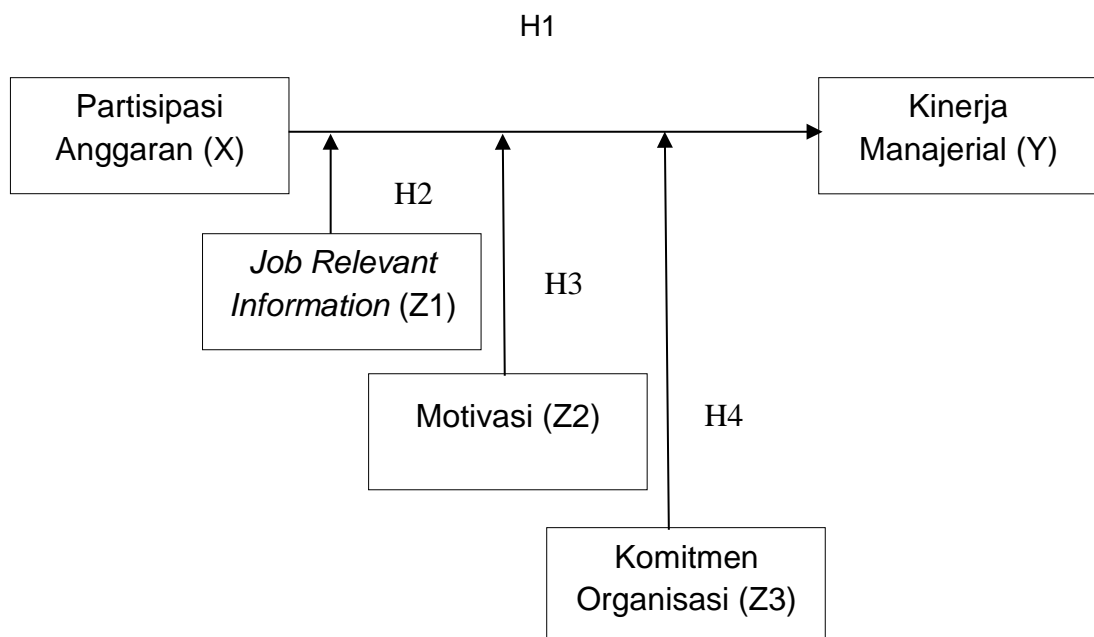 H1
Partisipasi
Anggaran (X)
Kinerja
Manajerial (Y)
H2
Job Relevant
Information (Z1)
H3
Motivasi (Z2)
H4
Komitmen
Organisasi (Z3)